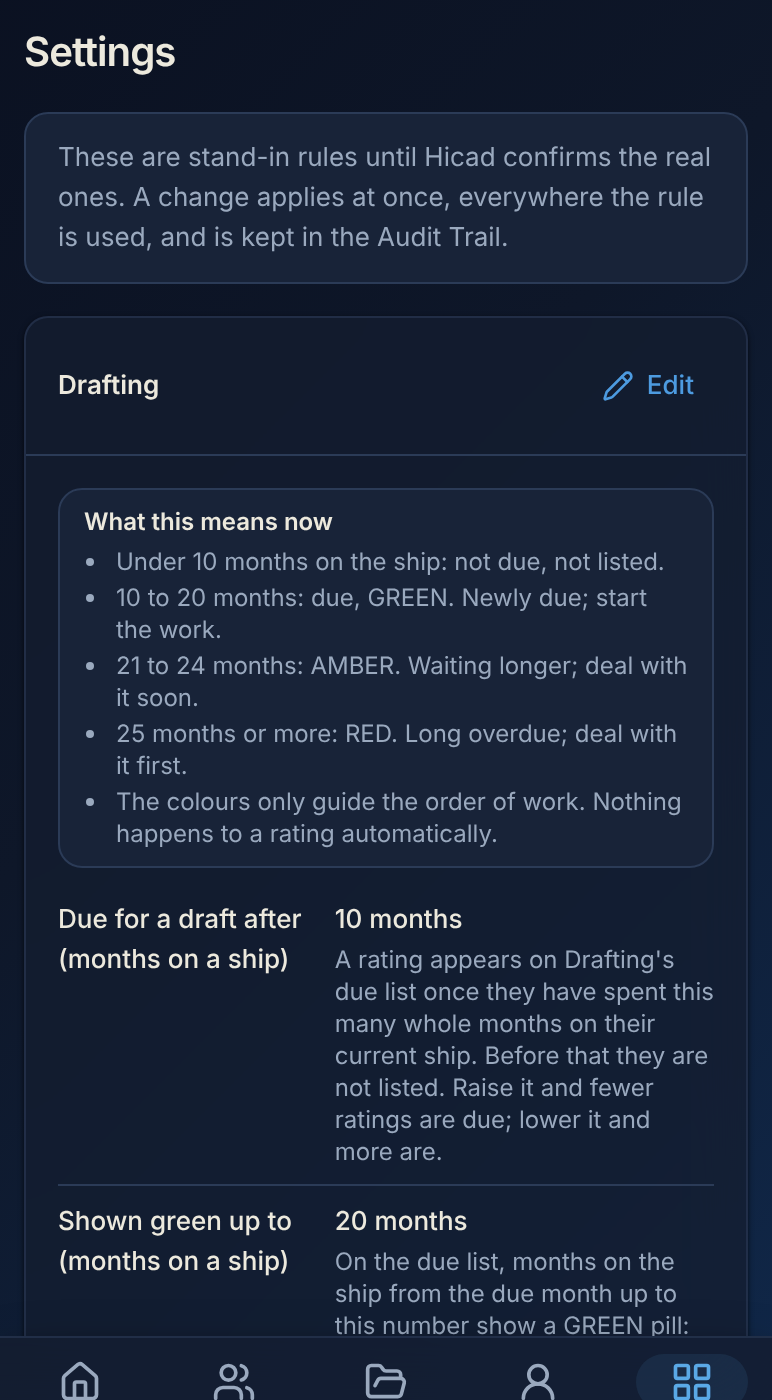 Settings
These are stand-in rules until Hicad confirms the real
ones. A change applies at once, everywhere the rule
is used, and is kept in the Audit Trail.
Drafting
Edit
What this means now
• Under 10 months on the ship: not due, not listed.
• 10 to 20 months: due, GREEN. Newly due; start
the work.
• 21 to 24 months: AMBER. Waiting longer; deal with
it soon.
• 25 months or more: RED. Long overdue; deal with
it first.
• The colours only guide the order of work. Nothing
happens to a rating automatically.
Due for a draft after
(months on a ship)
10 months
A rating appears on Drafting's
due list once they have spent this
many whole months on their
current ship. Before that they are
not listed. Raise it and fewer
ratings are due; lower it and
more are.
Shown green up to
(months on a ship)
20 months
On the due list, months on the
ship from the due month up to
this number show a GREEN pill: